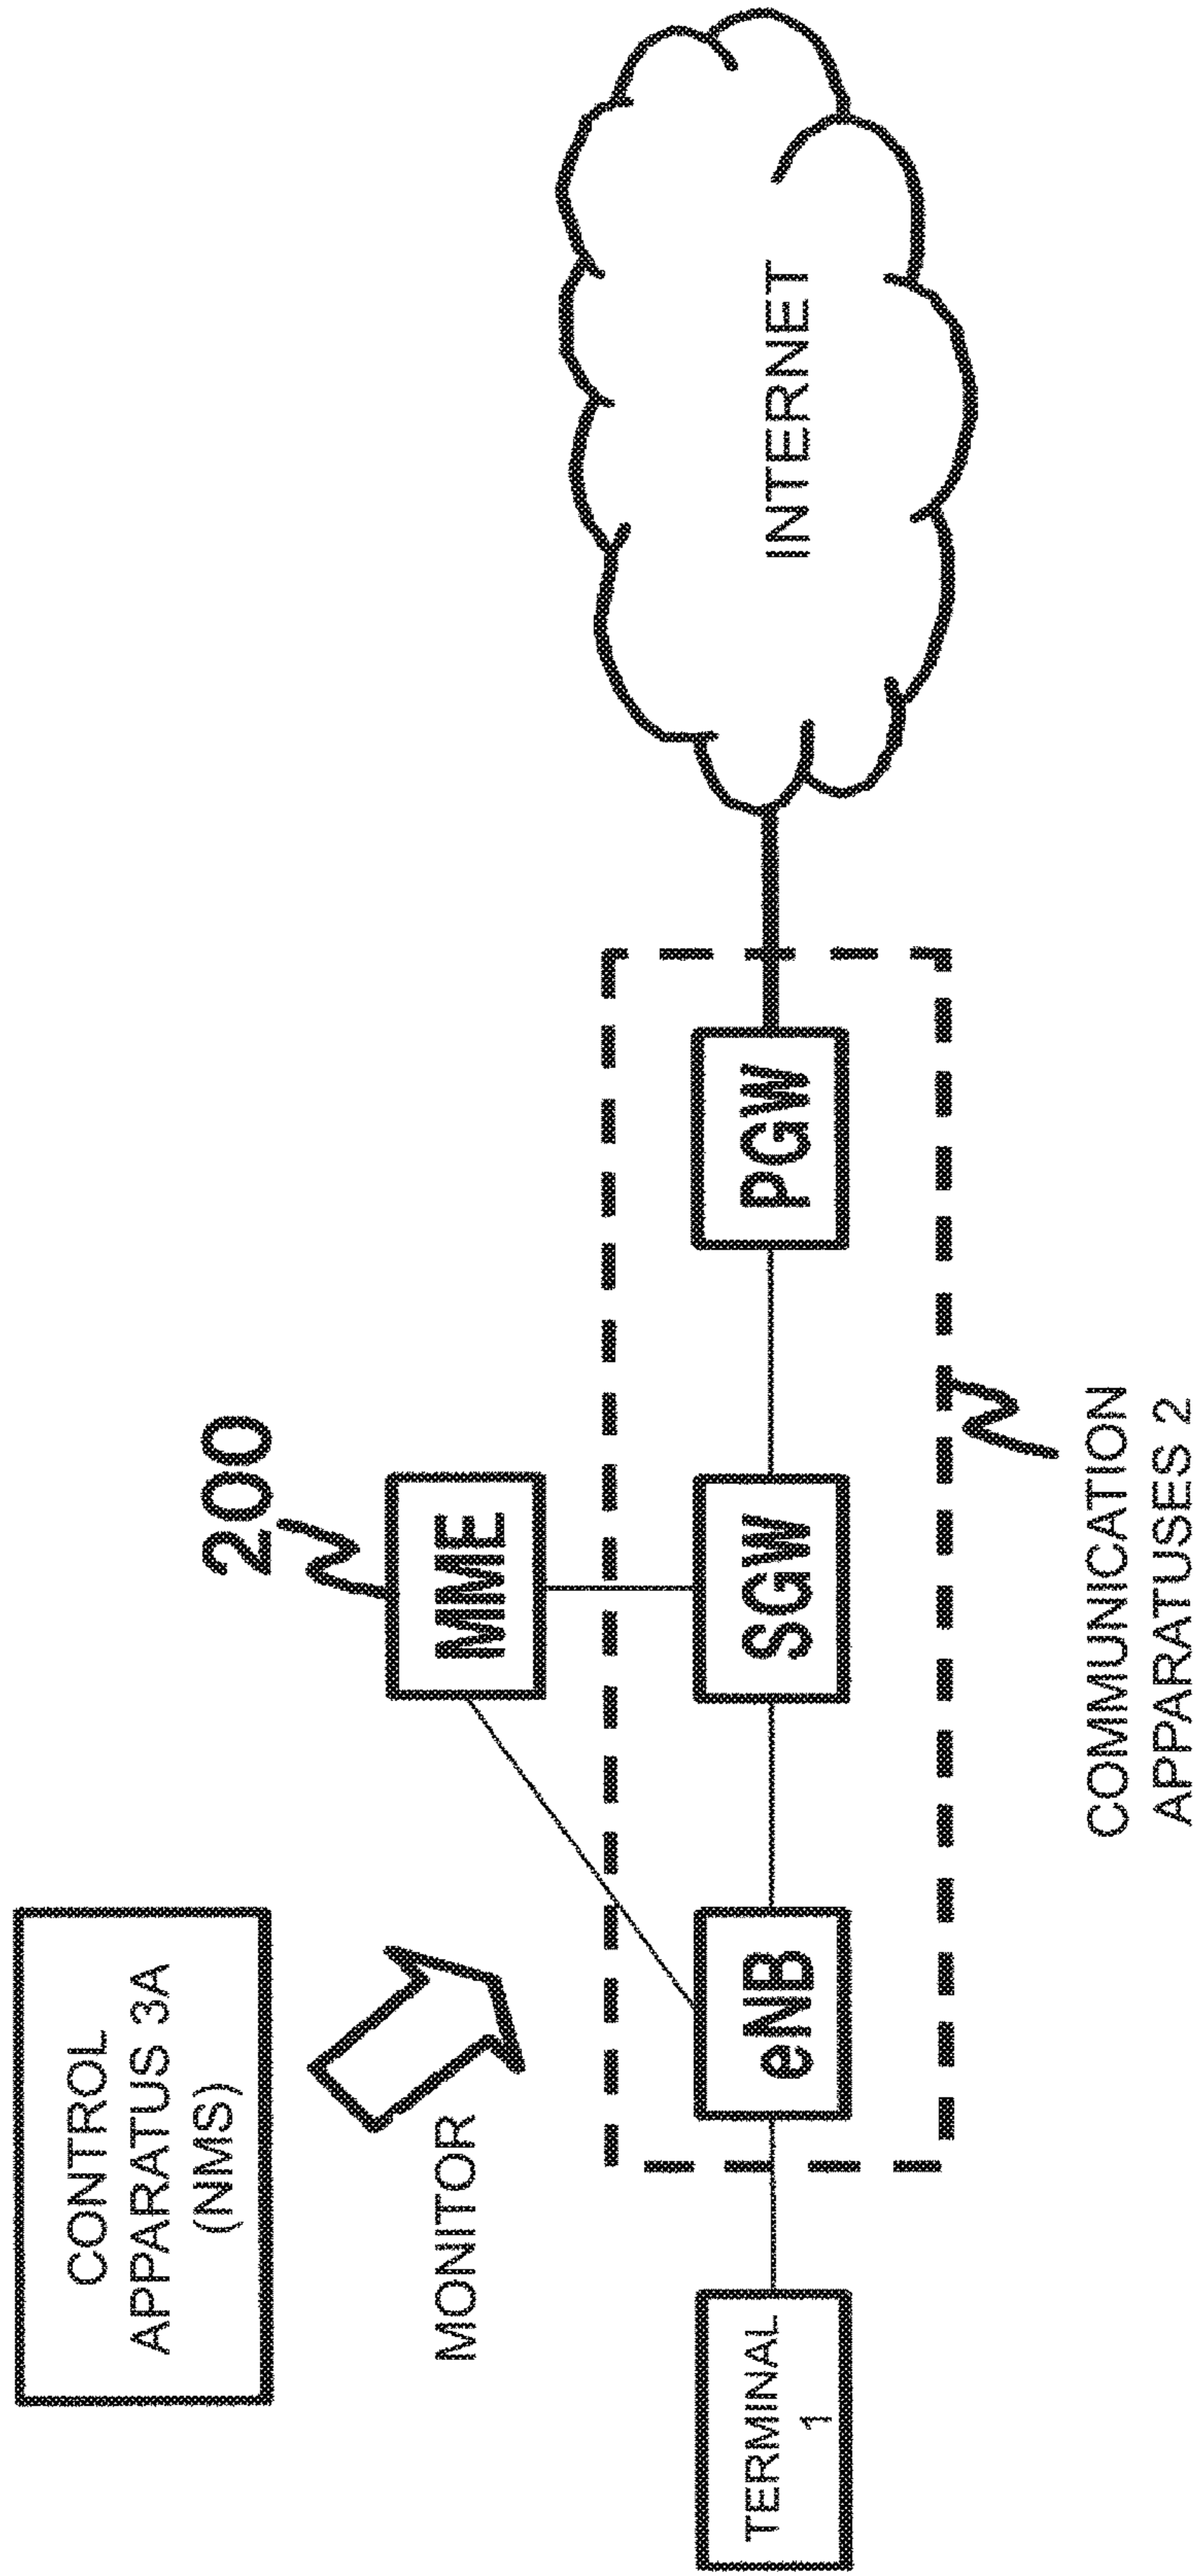 CONTROL
APPARATUS 3A
(NMS)
MONITOR
200
MME
TERMINAL
1
eNB
SGW
PGW
INTERNET
COMMUNICATION
APPARATUSES 2